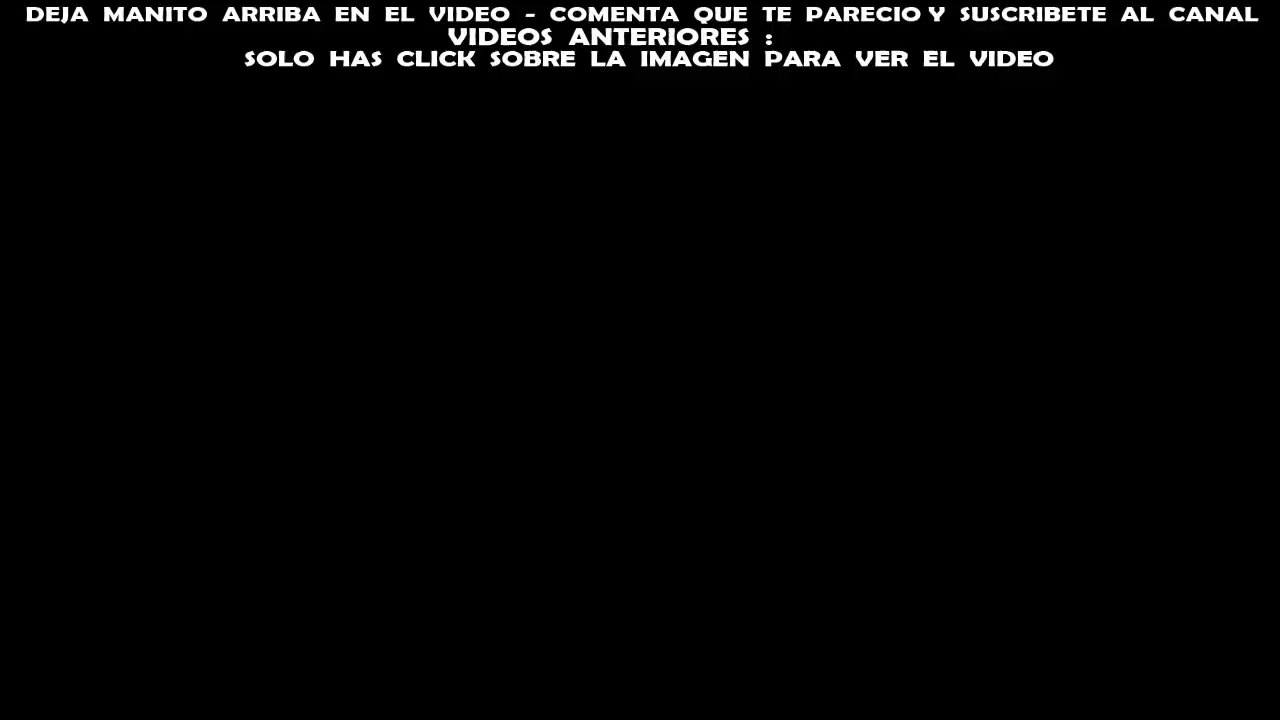 DEJA MANITO ARRIBA EN EL VIDEO - COMENTA QUE TE PARECIO Y SUSCRIBETE AL CANAL
VIDEOS ANTERIORES :
SOLO HAS CLICK SOBRE LA IMAGEN PARA VER EL VIDEO